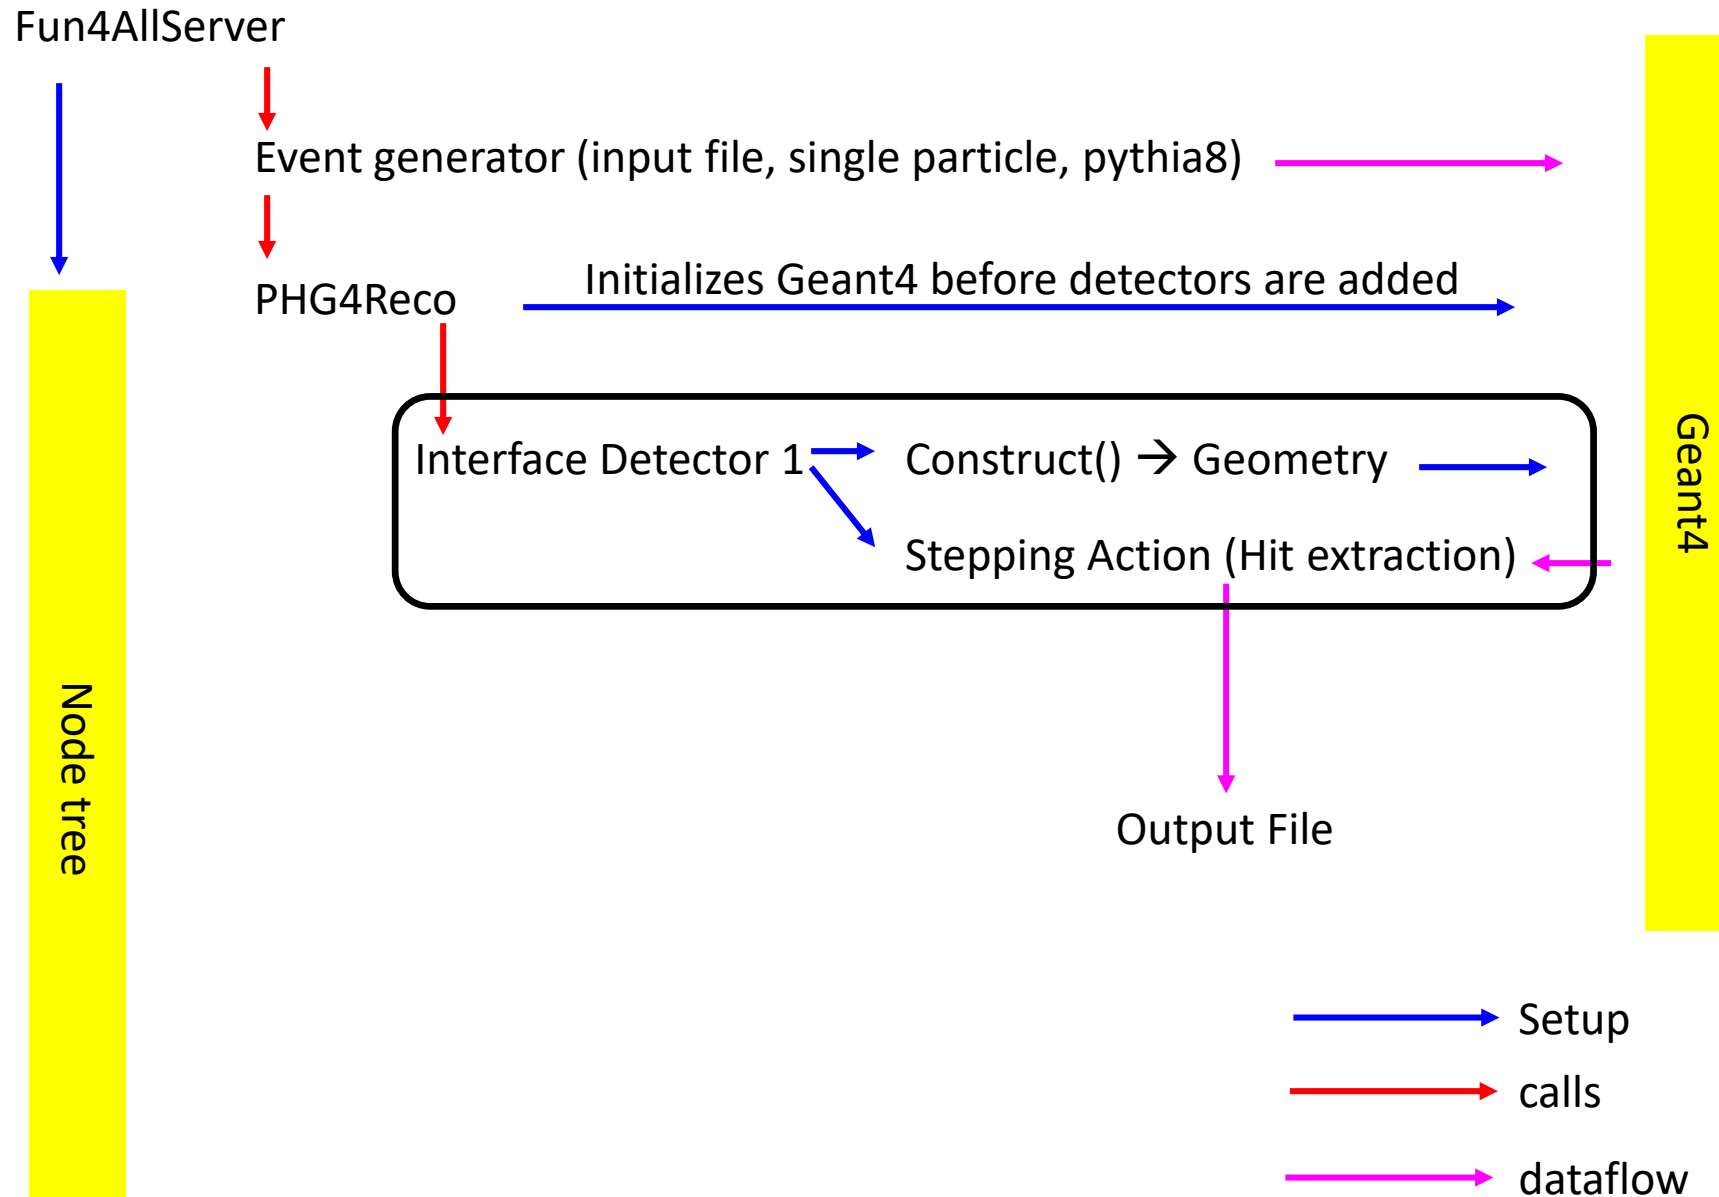 Fun4AllServer
Event generator (input file, single particle, pythia8)
Initializes Geant4 before detectors are added
PHG4Reco
Interface Detector 1
Construct() → Geometry
Stepping Action (Hit extraction)
Geant4
Node tree
Output File
Setup
calls
dataflow